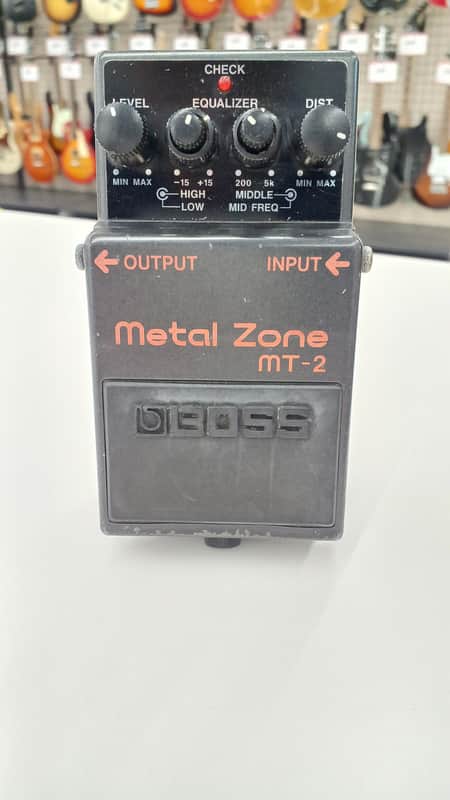 CHECK
LEVEL EQUALIZER DIST
MIN MAX -15 +15 200 5k MIN MAX
HIGH MIDDLE
LOW MID FREQ
OUTPUT INPUT
Metal Zone
MT-2
BOSS